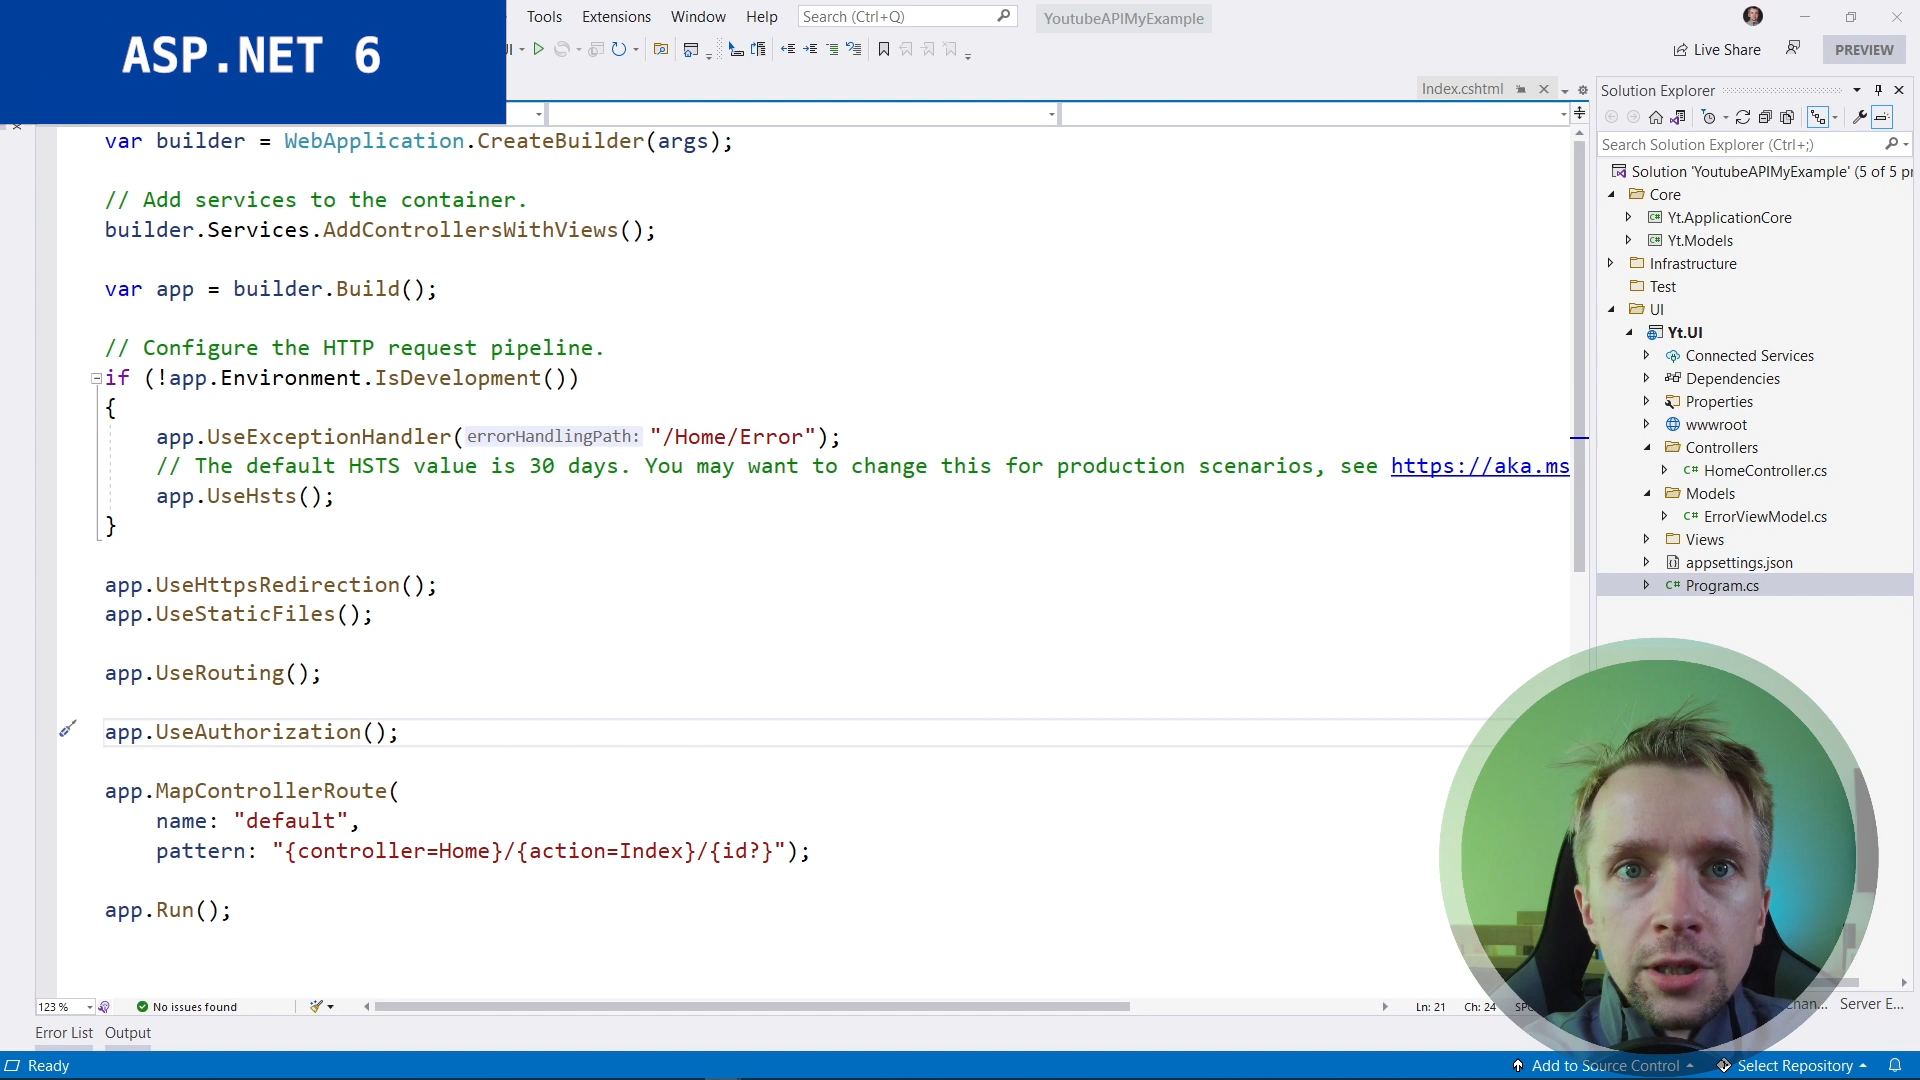 ASP.NET 6
Tools Extensions Window Help Search (Ctrl+Q) YoutubeAPIMyExample
Live Share PREVIEW
Index.cshtml
Solution Explorer
Search Solution Explorer (Ctrl+;)
var builder = WebApplication.CreateBuilder(args);
// Add services to the container.
builder.Services.AddControllersWithViews();
var app = builder.Build();
// Configure the HTTP request pipeline.
if (!app.Environment.IsDevelopment())
{
app.UseExceptionHandler(errorHandlingPath: "/Home/Error");
// The default HSTS value is 30 days. You may want to change this for production scenarios, see https://aka.ms
app.UseHsts();
}
app.UseHttpsRedirection();
app.UseStaticFiles();
app.UseRouting();
app.UseAuthorization();
app.MapControllerRoute(
name: "default",
pattern: "{controller=Home}/{action=Index}/{id?}");
app.Run();
Solution 'YoutubeAPIMyExample' (5 of 5 pr
Core
C# Yt.ApplicationCore
C# Yt.Models
Infrastructure
Test
UI
Yt.UI
Connected Services
Dependencies
Properties
wwwroot
Controllers
C# HomeController.cs
Models
C# ErrorViewModel.cs
Views
appsettings.json
C# Program.cs
123 % No issues found Ln: 21 Ch: 24 SPC
Server E...
Error List Output
Ready Add to Source Control Select Repository